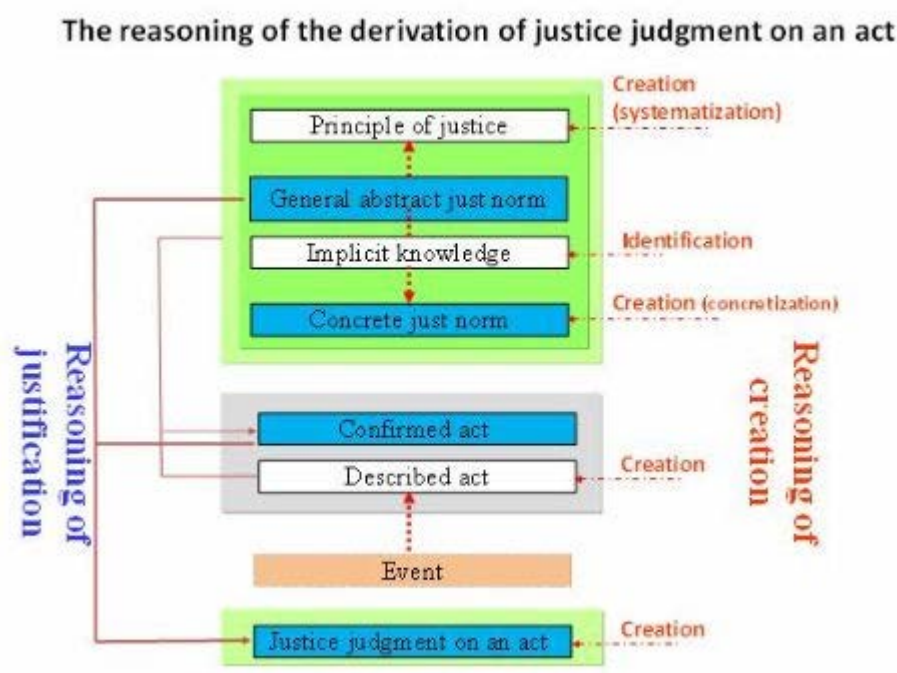 The reasoning of the derivation of justice judgment on an act
Creation
(systematization)
Principle of justice
General abstract just norm
Implicit knowledge
Identification
Creation (concretization)
Concrete just norm
Reasoning of
justification
Reasoning of
creation
Confirmed act
Described act
Creation
Event
Justice judgment on an act
Creation